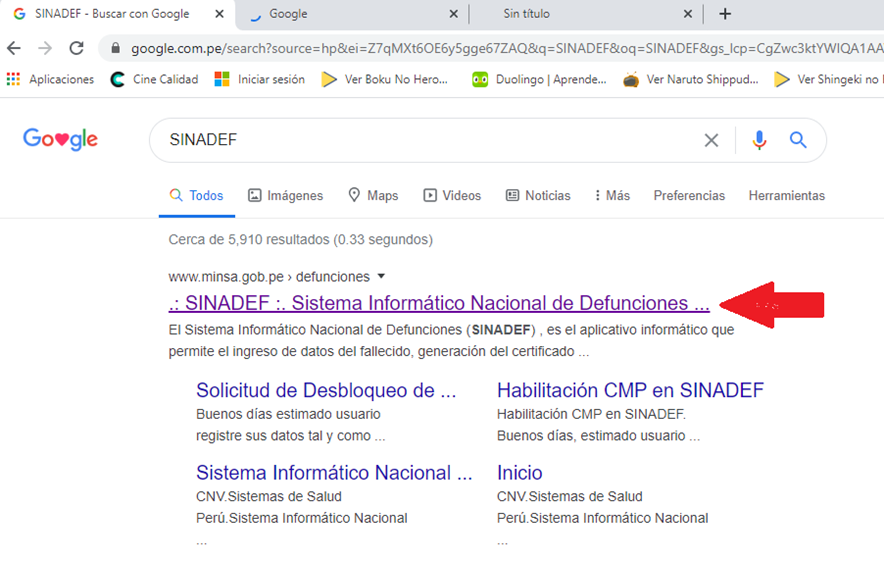 SINADEF - Buscar con Google
Google
Sin título
google.com.pe/search?source=hp&ei=Z7qMXt6OE6y5gge67ZAQ&q=SINADEF&oq=SINADEF&gs_lcp=CgZwc3ktYWIQA1AA
Aplicaciones
Cine Calidad
Iniciar sesión
Ver Boku No Hero...
Duolingo | Aprende...
Ver Naruto Shippud...
Ver Shingeki no
Google
SINADEF
Todos
Imágenes
Maps
Videos
Noticias
Más
Preferencias
Herramientas
Cerca de 5,910 resultados (0.33 segundos)
www.minsa.gob.pe › defunciones
.: SINADEF :. Sistema Informático Nacional de Defunciones ...
El Sistema Informático Nacional de Defunciones (SINADEF) , es el aplicativo informático que
permite el ingreso de datos del fallecido, generación del certificado ...
Solicitud de Desbloqueo de ...
Buenos días estimado usuario
registre sus datos tal y como ...
Habilitación CMP en SINADEF
Habilitación CMP en SINADEF.
Buenos días, estimado usuario ...
Sistema Informático Nacional ...
CNV.Sistemas de Salud
Perú.Sistema Informático Nacional
...
Inicio
CNV.Sistemas de Salud
Perú.Sistema Informático Nacional
...